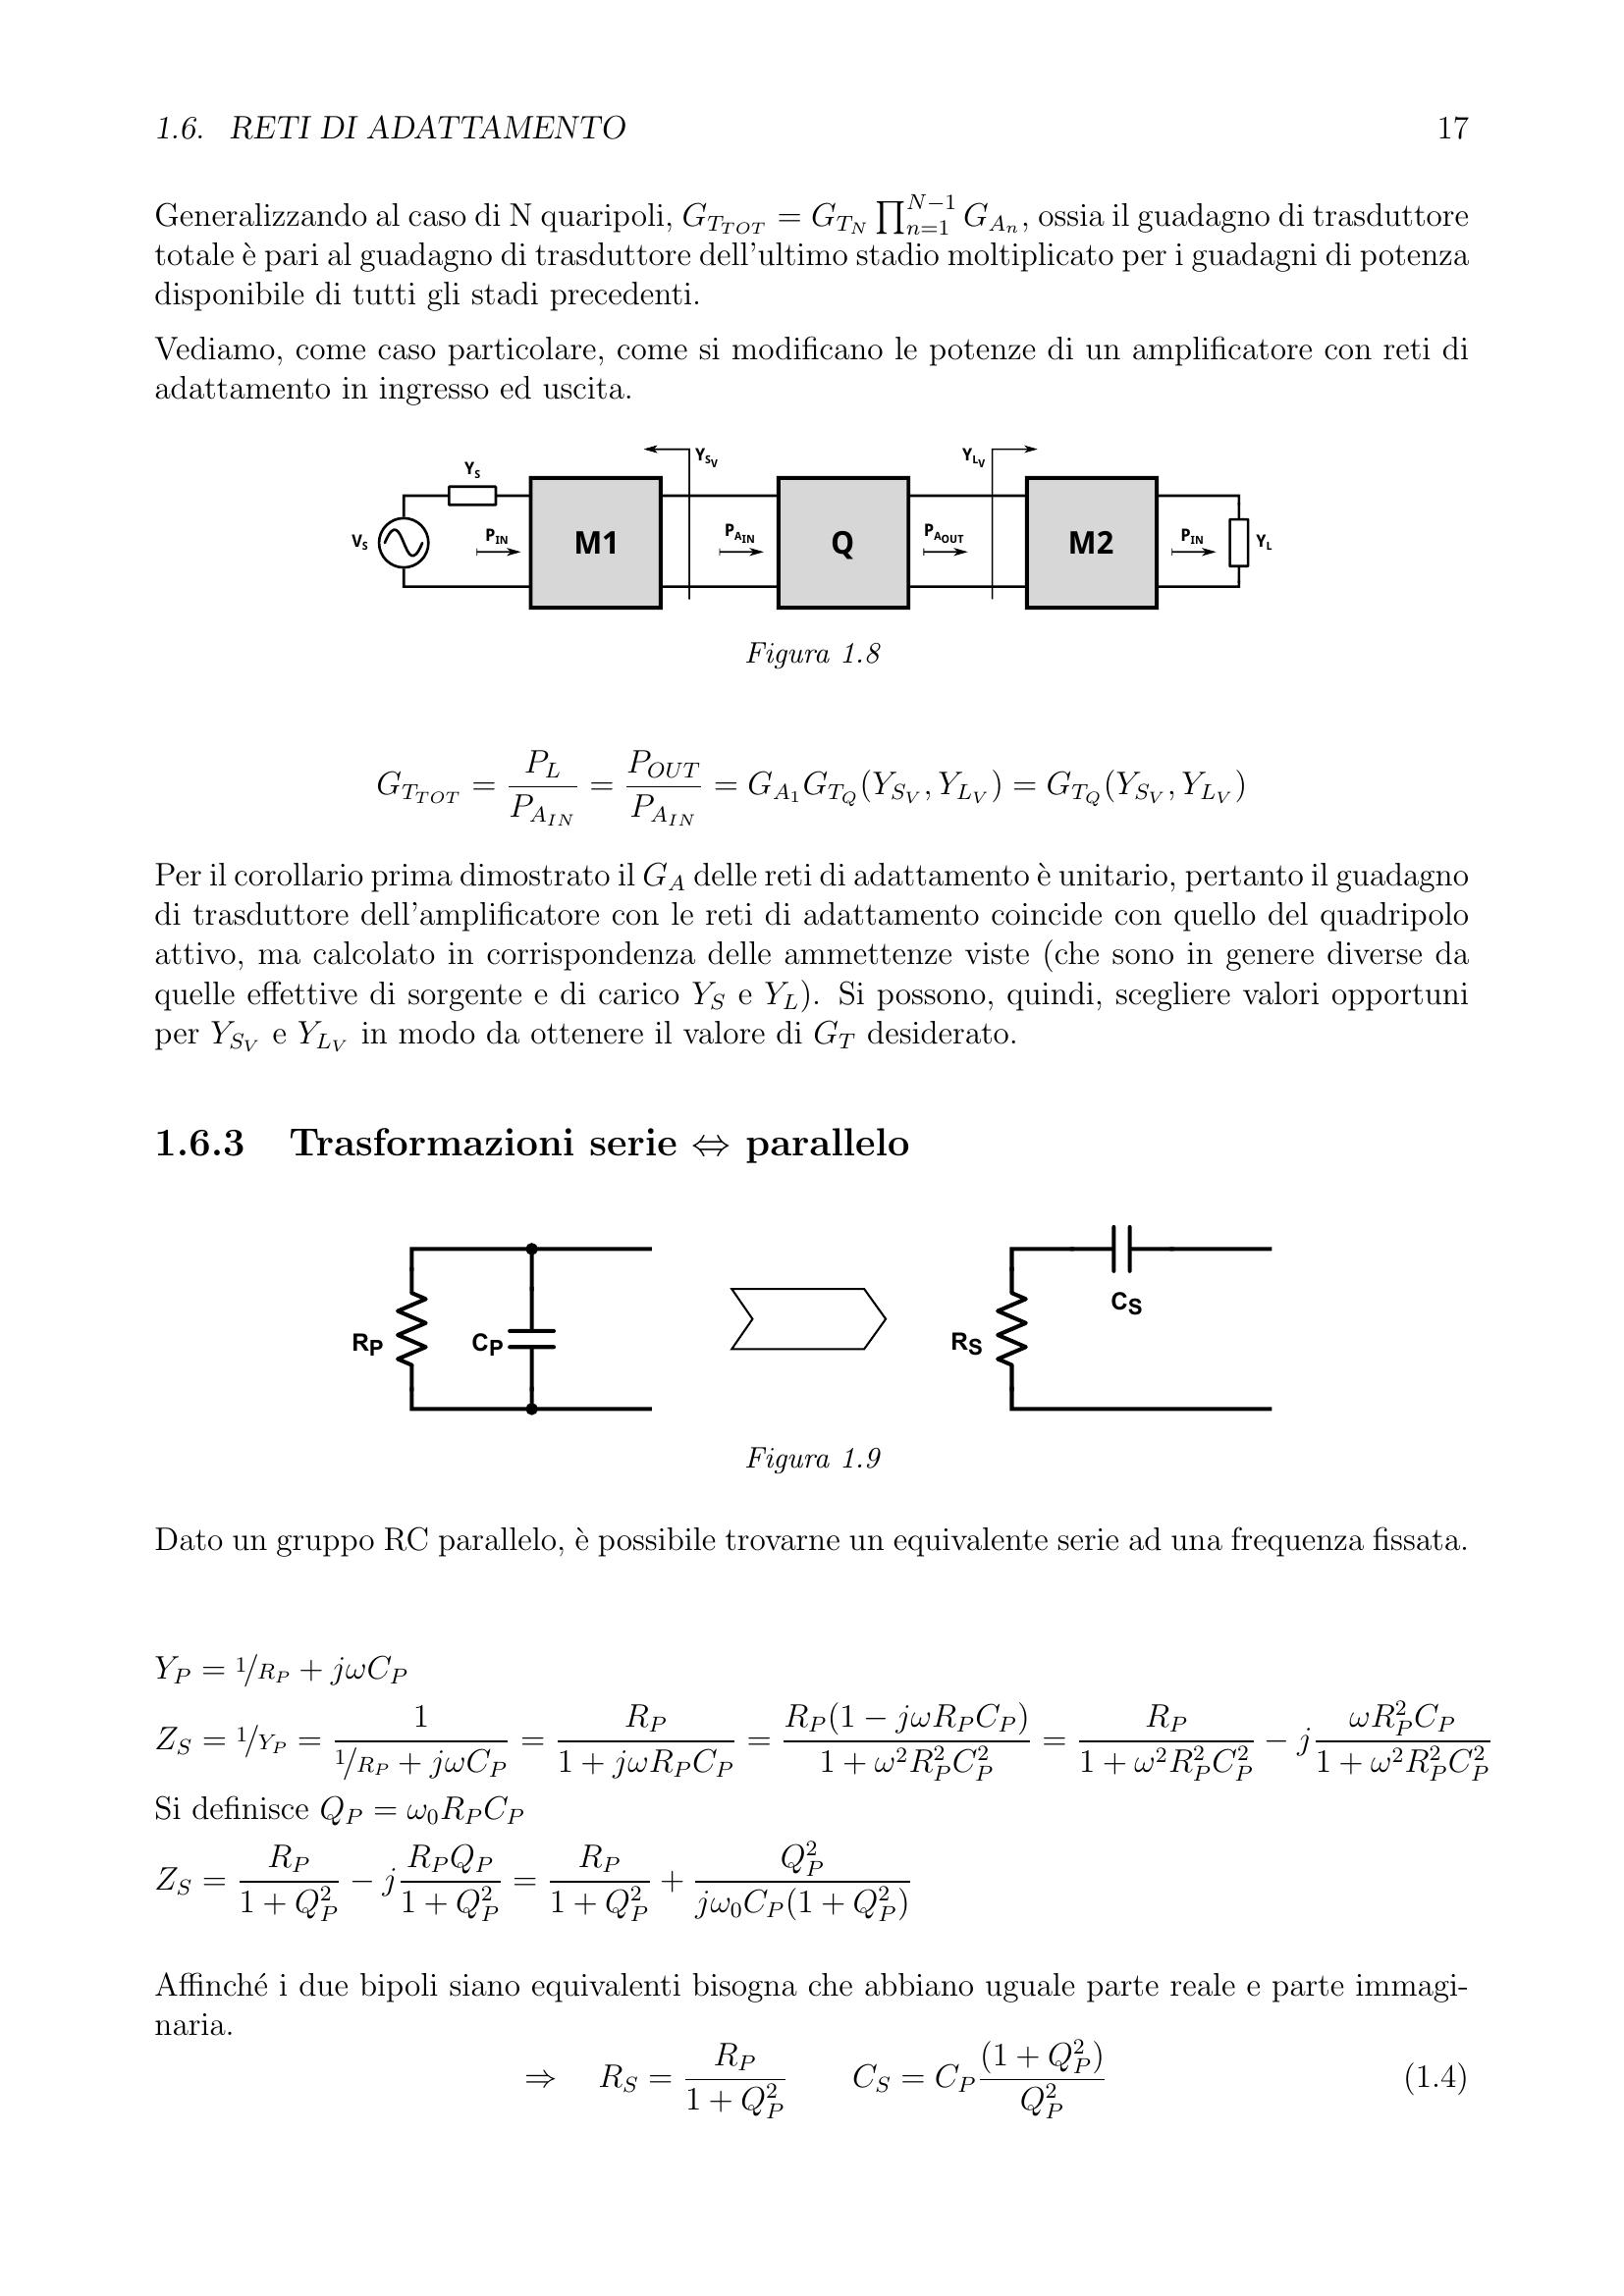 1.6. RETI DI ADATTAMENTO 17
Generalizzando al caso di N quaripoli, $G_{T_{TOT}} = G_{T_N} \prod_{n=1}^{N-1} G_{A_n}$, ossia il guadagno di trasduttore
totale è pari al guadagno di trasduttore dell'ultimo stadio moltiplicato per i guadagni di potenza
disponibile di tutti gli stadi precedenti.
Vediamo, come caso particolare, come si modificano le potenze di un amplificatore con reti di
adattamento in ingresso ed uscita.
$V_S$ $Y_S$ $P_{IN}$ M1 $Y_{S_V}$ $P_{A_{IN}}$ Q $P_{A_{OUT}}$ $Y_{L_V}$ M2 $P_{IN}$ $Y_L$
Figura 1.8
$G_{T_{TOT}} = \frac{P_L}{P_{A_{IN}}} = \frac{P_{OUT}}{P_{A_{IN}}} = G_{A_1} G_{T_Q}(Y_{S_V}, Y_{L_V}) = G_{T_Q}(Y_{S_V}, Y_{L_V})$
Per il corollario prima dimostrato il $G_A$ delle reti di adattamento è unitario, pertanto il guadagno
di trasduttore dell'amplificatore con le reti di adattamento coincide con quello del quadripolo
attivo, ma calcolato in corrispondenza delle ammettenze viste (che sono in genere diverse da
quelle effettive di sorgente e di carico $Y_S$ e $Y_L$). Si possono, quindi, scegliere valori opportuni
per $Y_{S_V}$ e $Y_{L_V}$ in modo da ottenere il valore di $G_T$ desiderato.
1.6.3 Trasformazioni serie ⇔ parallelo
$R_P$ $C_P$ $R_S$ $C_S$
Figura 1.9
Dato un gruppo RC parallelo, è possibile trovarne un equivalente serie ad una frequenza fissata.
$Y_P = 1/R_P + j\omega C_P$
$Z_S = 1/Y_P = \frac{1}{1/R_P + j\omega C_P} = \frac{R_P}{1 + j\omega R_P C_P} = \frac{R_P(1 - j\omega R_P C_P)}{1 + \omega^2 R_P^2 C_P^2} = \frac{R_P}{1 + \omega^2 R_P^2 C_P^2} - j\frac{\omega R_P^2 C_P}{1 + \omega^2 R_P^2 C_P^2}$
Si definisce $Q_P = \omega_0 R_P C_P$
$Z_S = \frac{R_P}{1 + Q_P^2} - j\frac{R_P Q_P}{1 + Q_P^2} = \frac{R_P}{1 + Q_P^2} + \frac{Q_P^2}{j\omega_0 C_P(1 + Q_P^2)}$
Affinché i due bipoli siano equivalenti bisogna che abbiano uguale parte reale e parte immagi-
naria.
$\Rightarrow \quad R_S = \frac{R_P}{1 + Q_P^2} \qquad C_S = C_P\frac{(1 + Q_P^2)}{Q_P^2}$ (1.4)